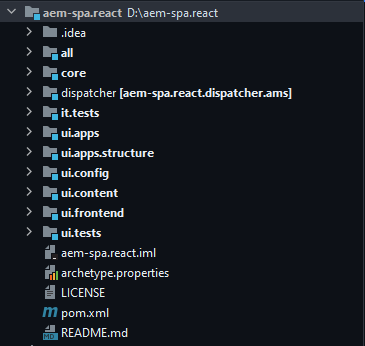 aem-spa.react D:\aem-spa.react
.idea
all
core
dispatcher [aem-spa.react.dispatcher.ams]
it.tests
ui.apps
ui.apps.structure
ui.config
ui.content
ui.frontend
ui.tests
aem-spa.react.iml
archetype.properties
LICENSE
m pom.xml
MD README.md